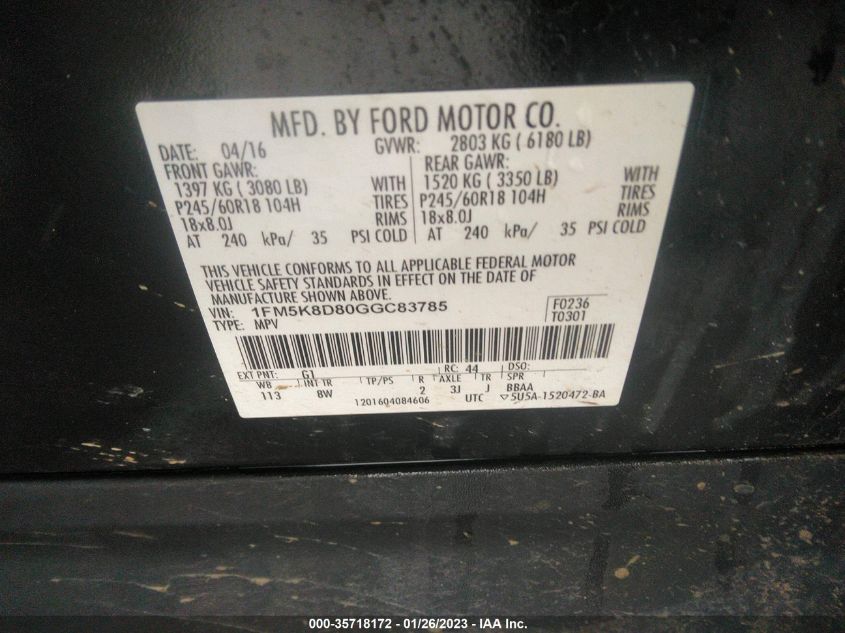 MFD. BY FORD MOTOR CO.
DATE: 04/16 GVWR: 2803 KG ( 6180 LB)
FRONT GAWR: REAR GAWR:
1397 KG ( 3080 LB) WITH 1520 KG ( 3350 LB) WITH
P245/60R18 104H TIRES P245/60R18 104H TIRES
18x8.0J RIMS 18x8.0J RIMS
AT 240 kPa/ 35 PSI COLD AT 240 kPa/ 35 PSI COLD
THIS VEHICLE CONFORMS TO ALL APPLICABLE FEDERAL MOTOR
VEHICLE SAFETY STANDARDS IN EFFECT ON THE DATE OF
MANUFACTURE SHOWN ABOVE.
VIN: 1FM5K8D80GGC83785 F0236
TYPE: MPV T0301
EXT PNT: G1 RC: 44 DSO:
WB INT TR TP/PS R AXLE TR SPR
113 8W 2 3J J BBAA
1201604084606 UTC ▽5U5A-1520472-BA
000-35718172 - 01/26/2023 - IAA Inc.